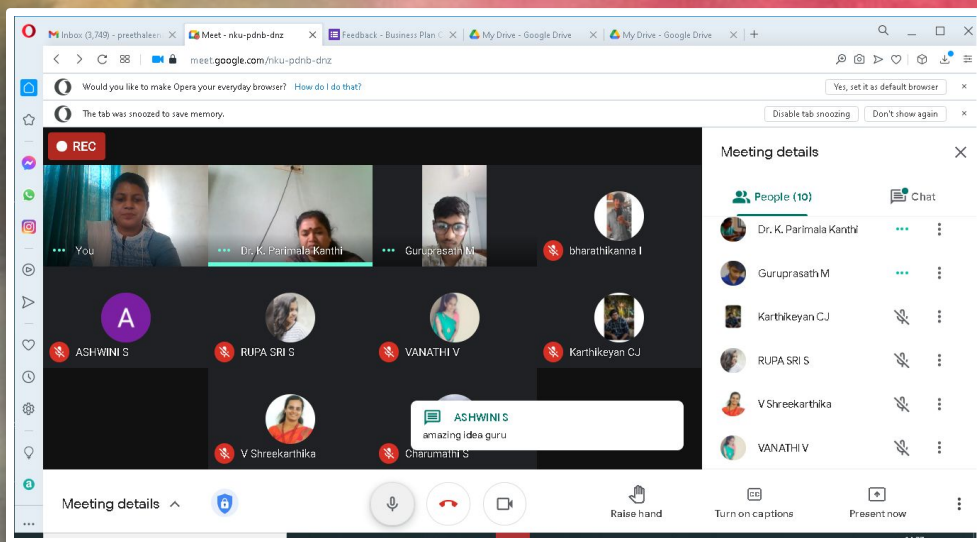 Inbox (3,749) - preethaleen
Meet - nku-pdnb-dnz
Feedback - Business Plan C
My Drive - Google Drive
My Drive - Google Drive
meet.google.com/nku-pdnb-dnz
Would you like to make Opera your everyday browser? How do I do that?
Yes, set it as default browser
The tab was snoozed to save memory.
Disable tab snoozing
Don't show again
REC
Meeting details
People (10)
Chat
You
Dr. K. Parimala Kanthi
Guruprasath M
bharathikanna I
A
ASHWINI S
RUPA SRI S
VANATHI V
Karthikeyan CJ
V Shreekarthika
Charumathi S
ASHWINI S
amazing idea guru
Dr. K. Parimala Kanthi
Guruprasath M
Karthikeyan CJ
RUPA SRI S
V Shreekarthika
VANATHI V
Meeting details
Raise hand
CC
Turn on captions
Present now